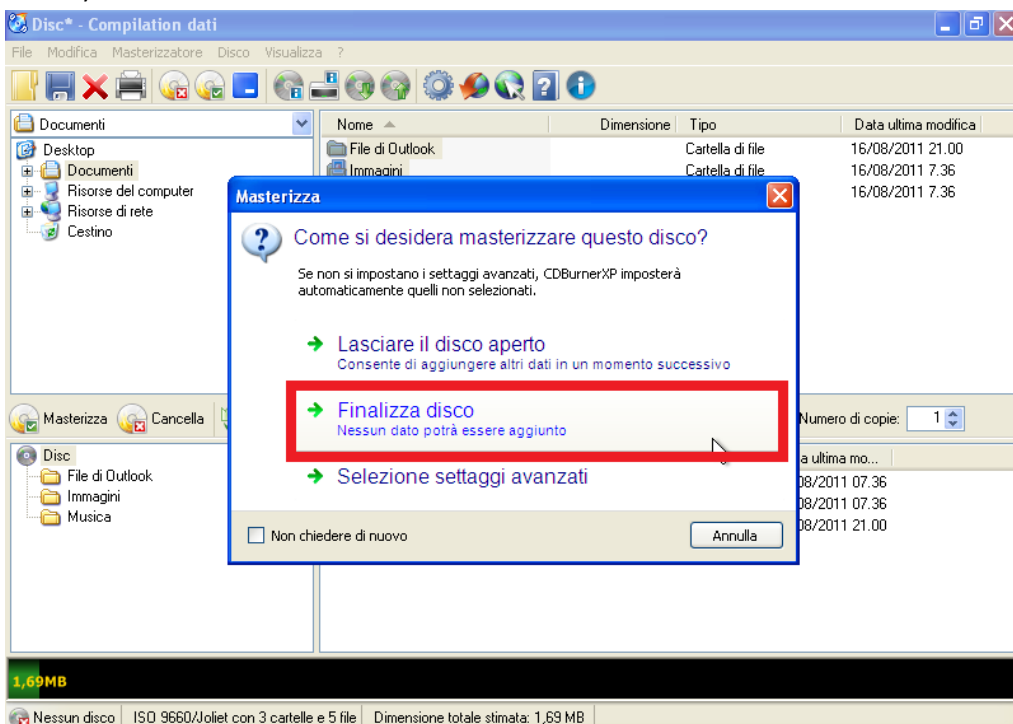 Disc* - Compilation dati
File Modifica Masterizzatore Disco Visualizza ?
Documenti
Nome Dimensione Tipo Data ultima modifica
Desktop
File di Outlook Cartella di file 16/08/2011 21.00
Documenti
Immagini Cartella di file 16/08/2011 7.36
Risorse del computer
16/08/2011 7.36
Risorse di rete
Cestino
Masterizza
Come si desidera masterizzare questo disco?
Se non si impostano i settaggi avanzati, CDBurnerXP imposterà
automaticamente quelli non selezionati.
Lasciare il disco aperto
Consente di aggiungere altri dati in un momento successivo
Finalizza disco
Nessun dato potrà essere aggiunto
Selezione settaggi avanzati
Non chiedere di nuovo
Annulla
Masterizza Cancella
Numero di copie: 1
Disc
a ultima mo...
File di Outlook
08/2011 07.36
Immagini
08/2011 07.36
Musica
08/2011 21.00
1,69MB
Nessun disco ISO 9660/Joliet con 3 cartelle e 5 file Dimensione totale stimata: 1,69 MB